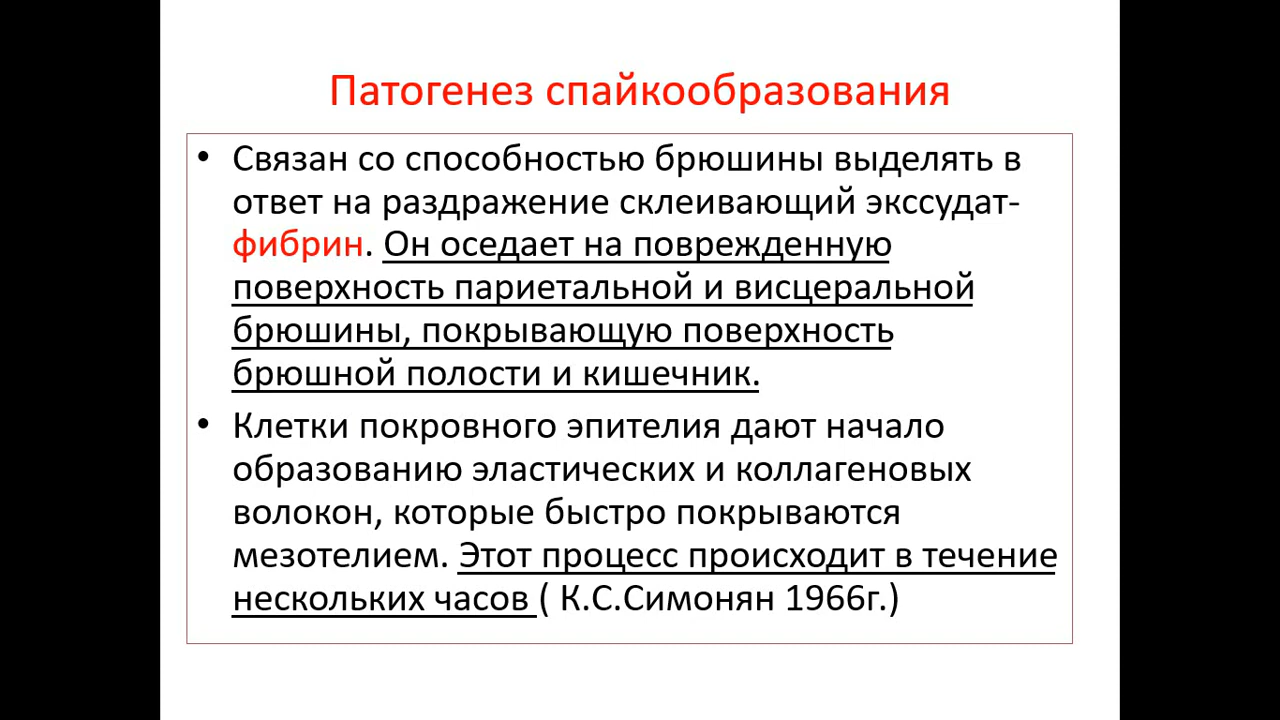 Патогенез спайкообразования
• Связан со способностью брюшины выделять в
ответ на раздражение склеивающий экссудат-
фибрин. Он оседает на поврежденную
поверхность париетальной и висцеральной
брюшины, покрывающую поверхность
брюшной полости и кишечник.
• Клетки покровного эпителия дают начало
образованию эластических и коллагеновых
волокон, которые быстро покрываются
мезотелием. Этот процесс происходит в течение
нескольких часов ( К.С.Симонян 1966г.)